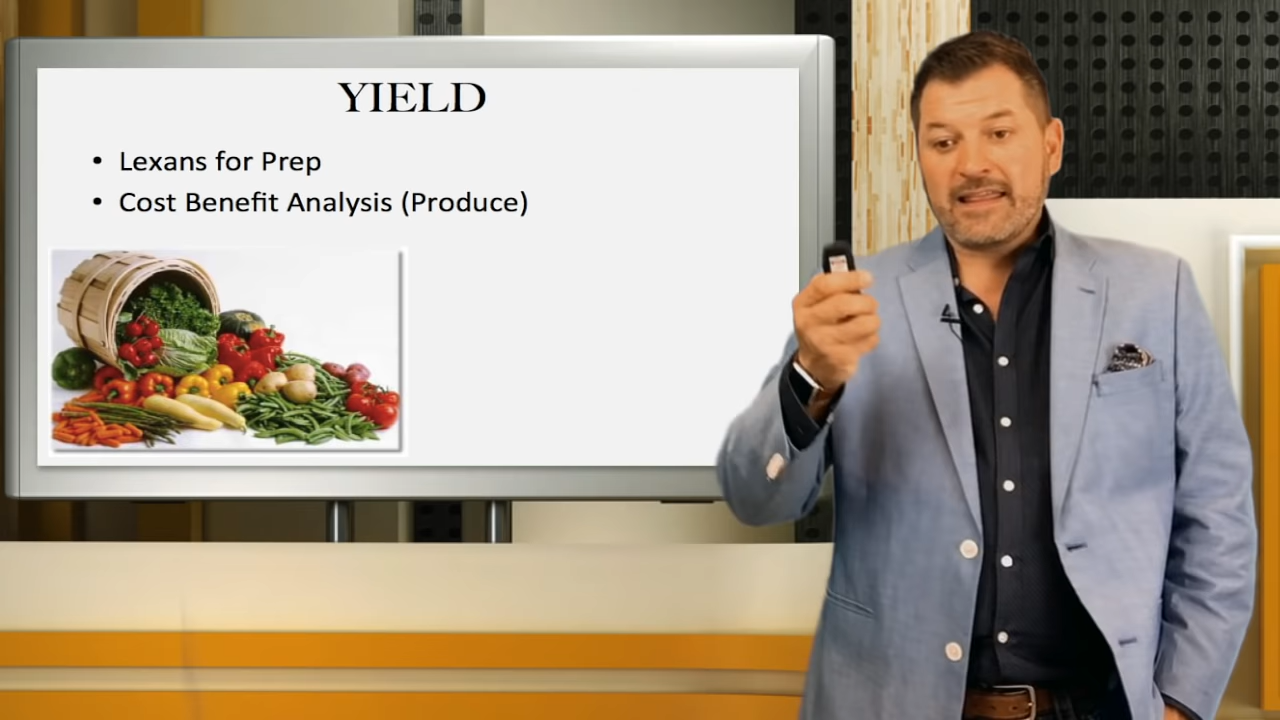 YIELD
• Lexans for Prep
• Cost Benefit Analysis (Produce)